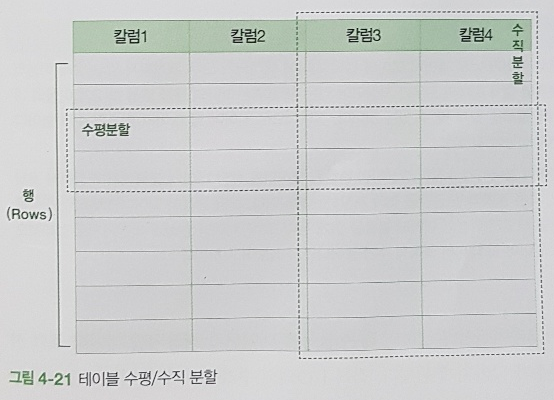 칼럼1 칼럼2 칼럼3 칼럼4
수직분할
수평분할
행
(Rows)
그림 4-21 테이블 수평/수직 분할